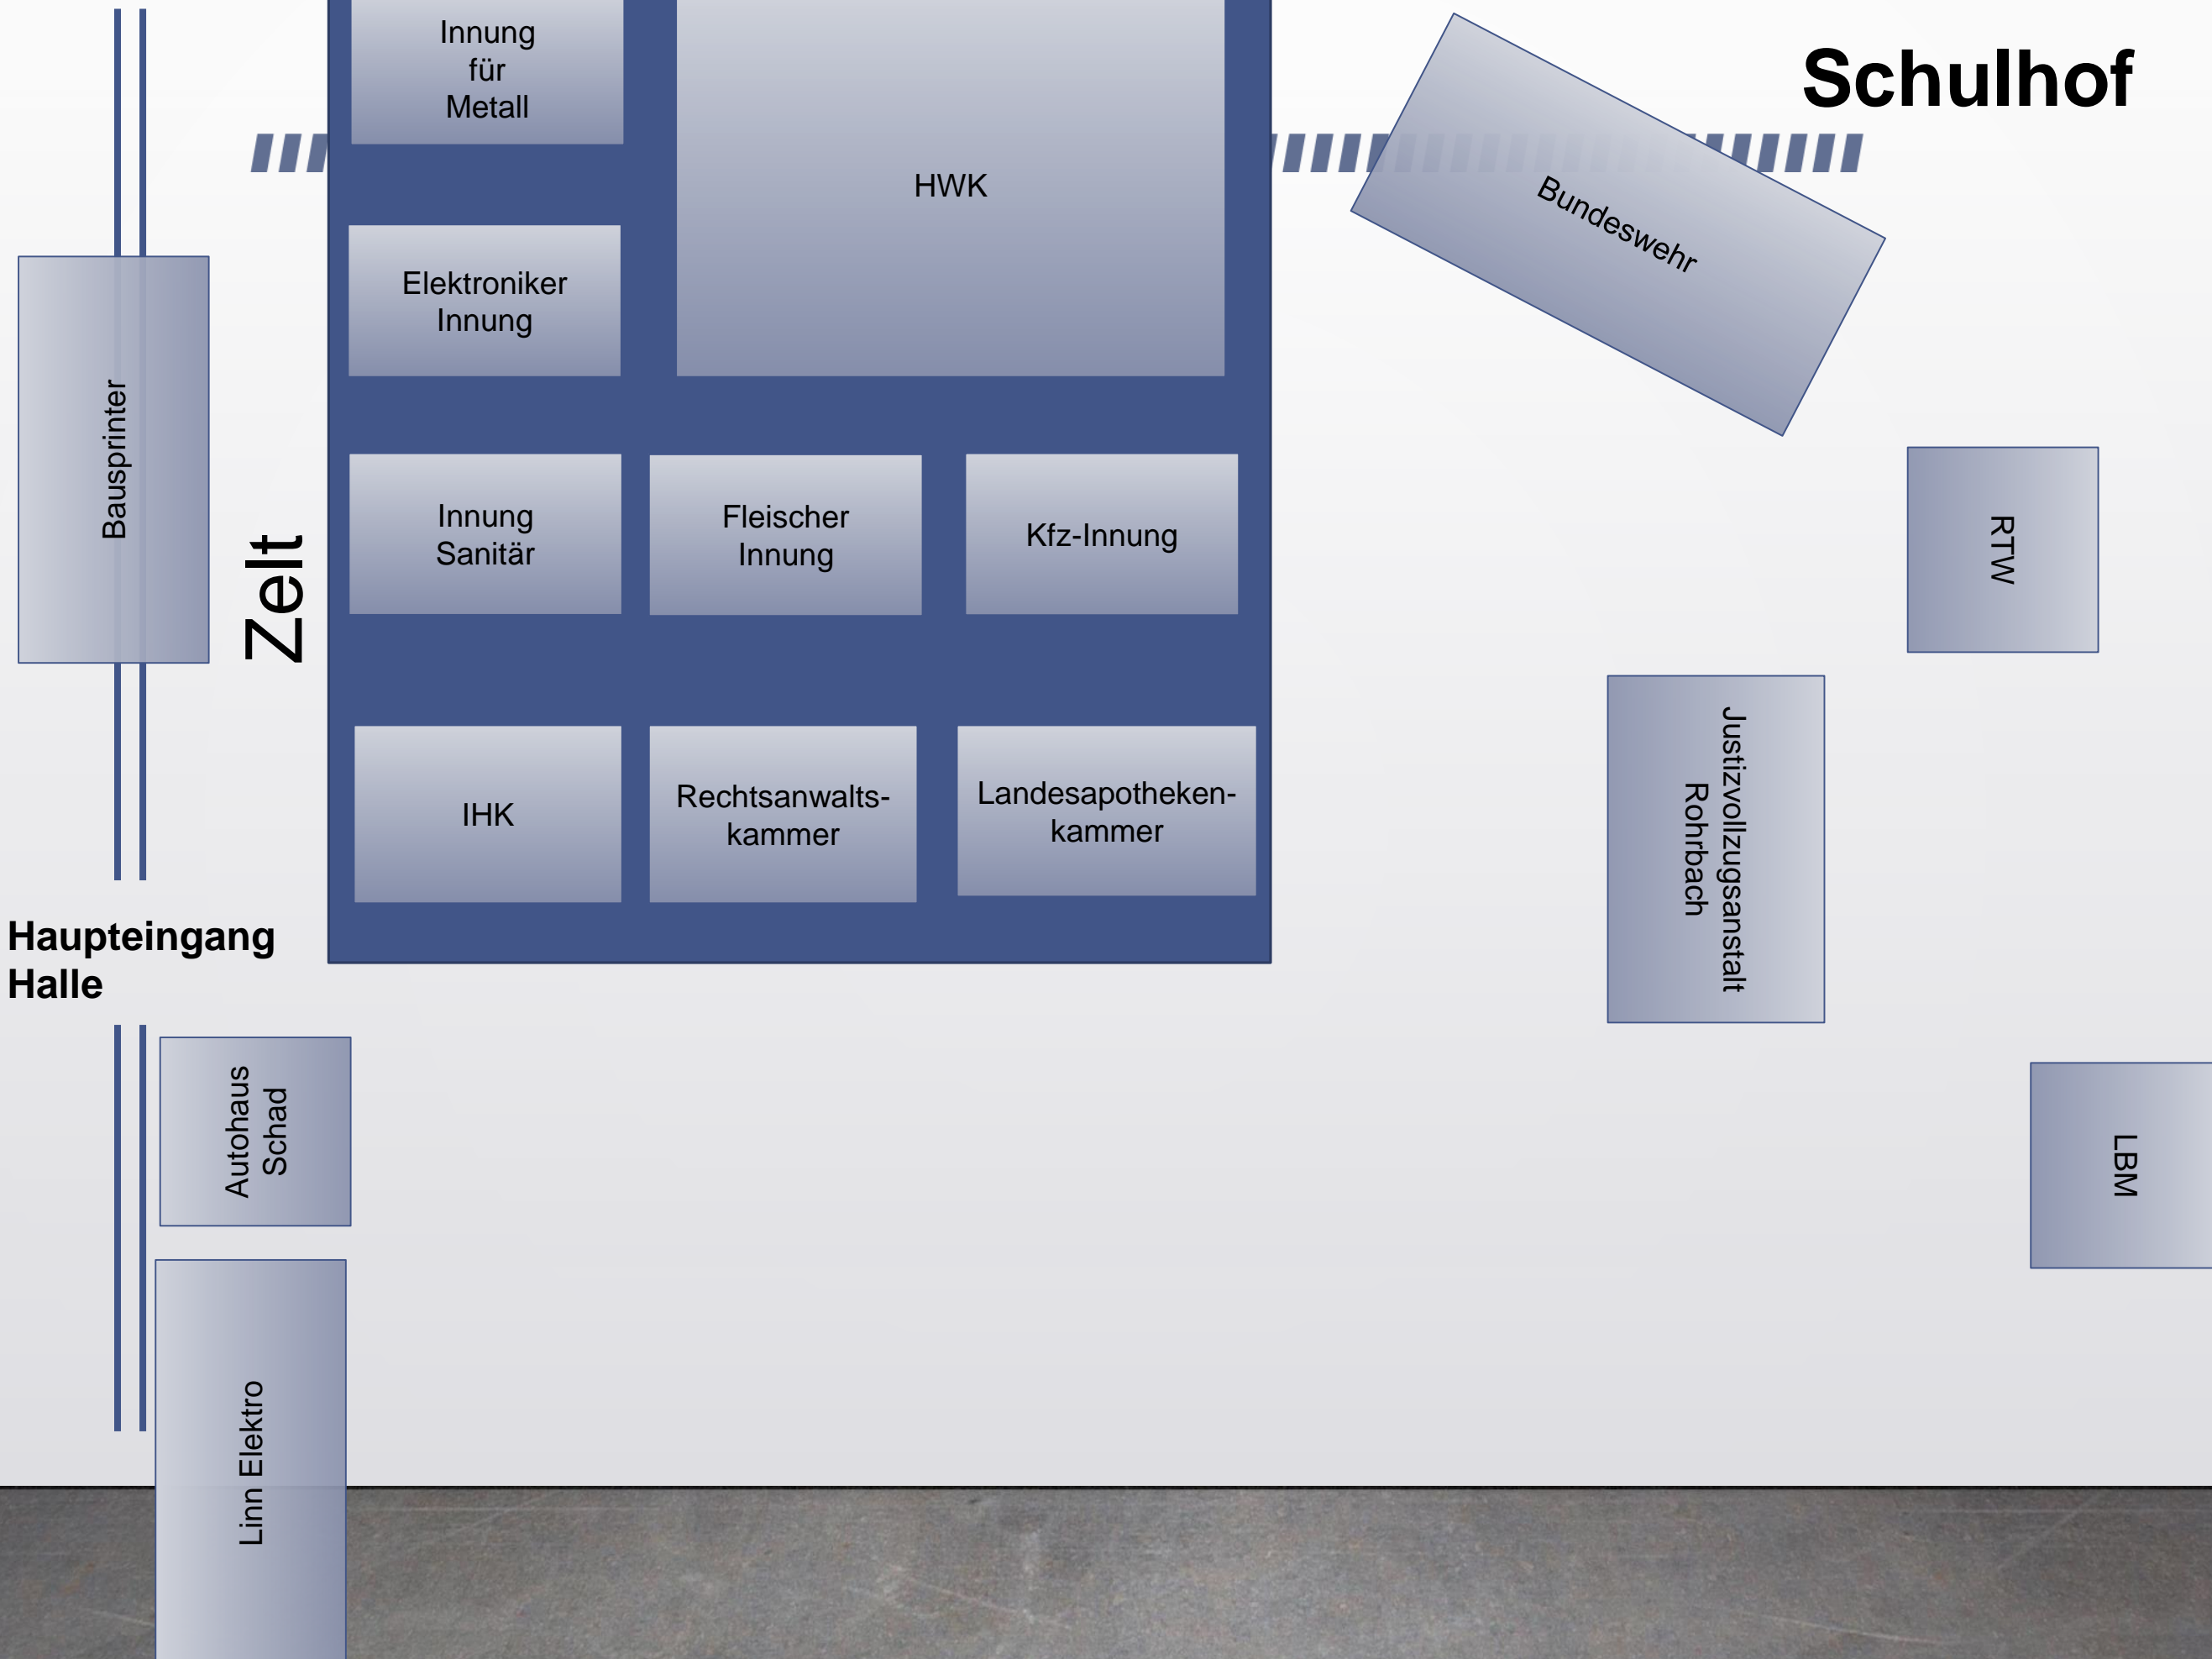 Schulhof
Innung
für
Metall
HWK
Bundeswehr
Elektroniker
Innung
Bausprinter
Zelt
Innung
Sanitär
Fleischer
Innung
Kfz-Innung
RTW
IHK
Rechtsanwalts-
kammer
Landesapotheken-
kammer
Justizvollzugsanstalt
Rohrbach
Haupteingang
Halle
Autohaus
Schad
LBM
Linn Elektro